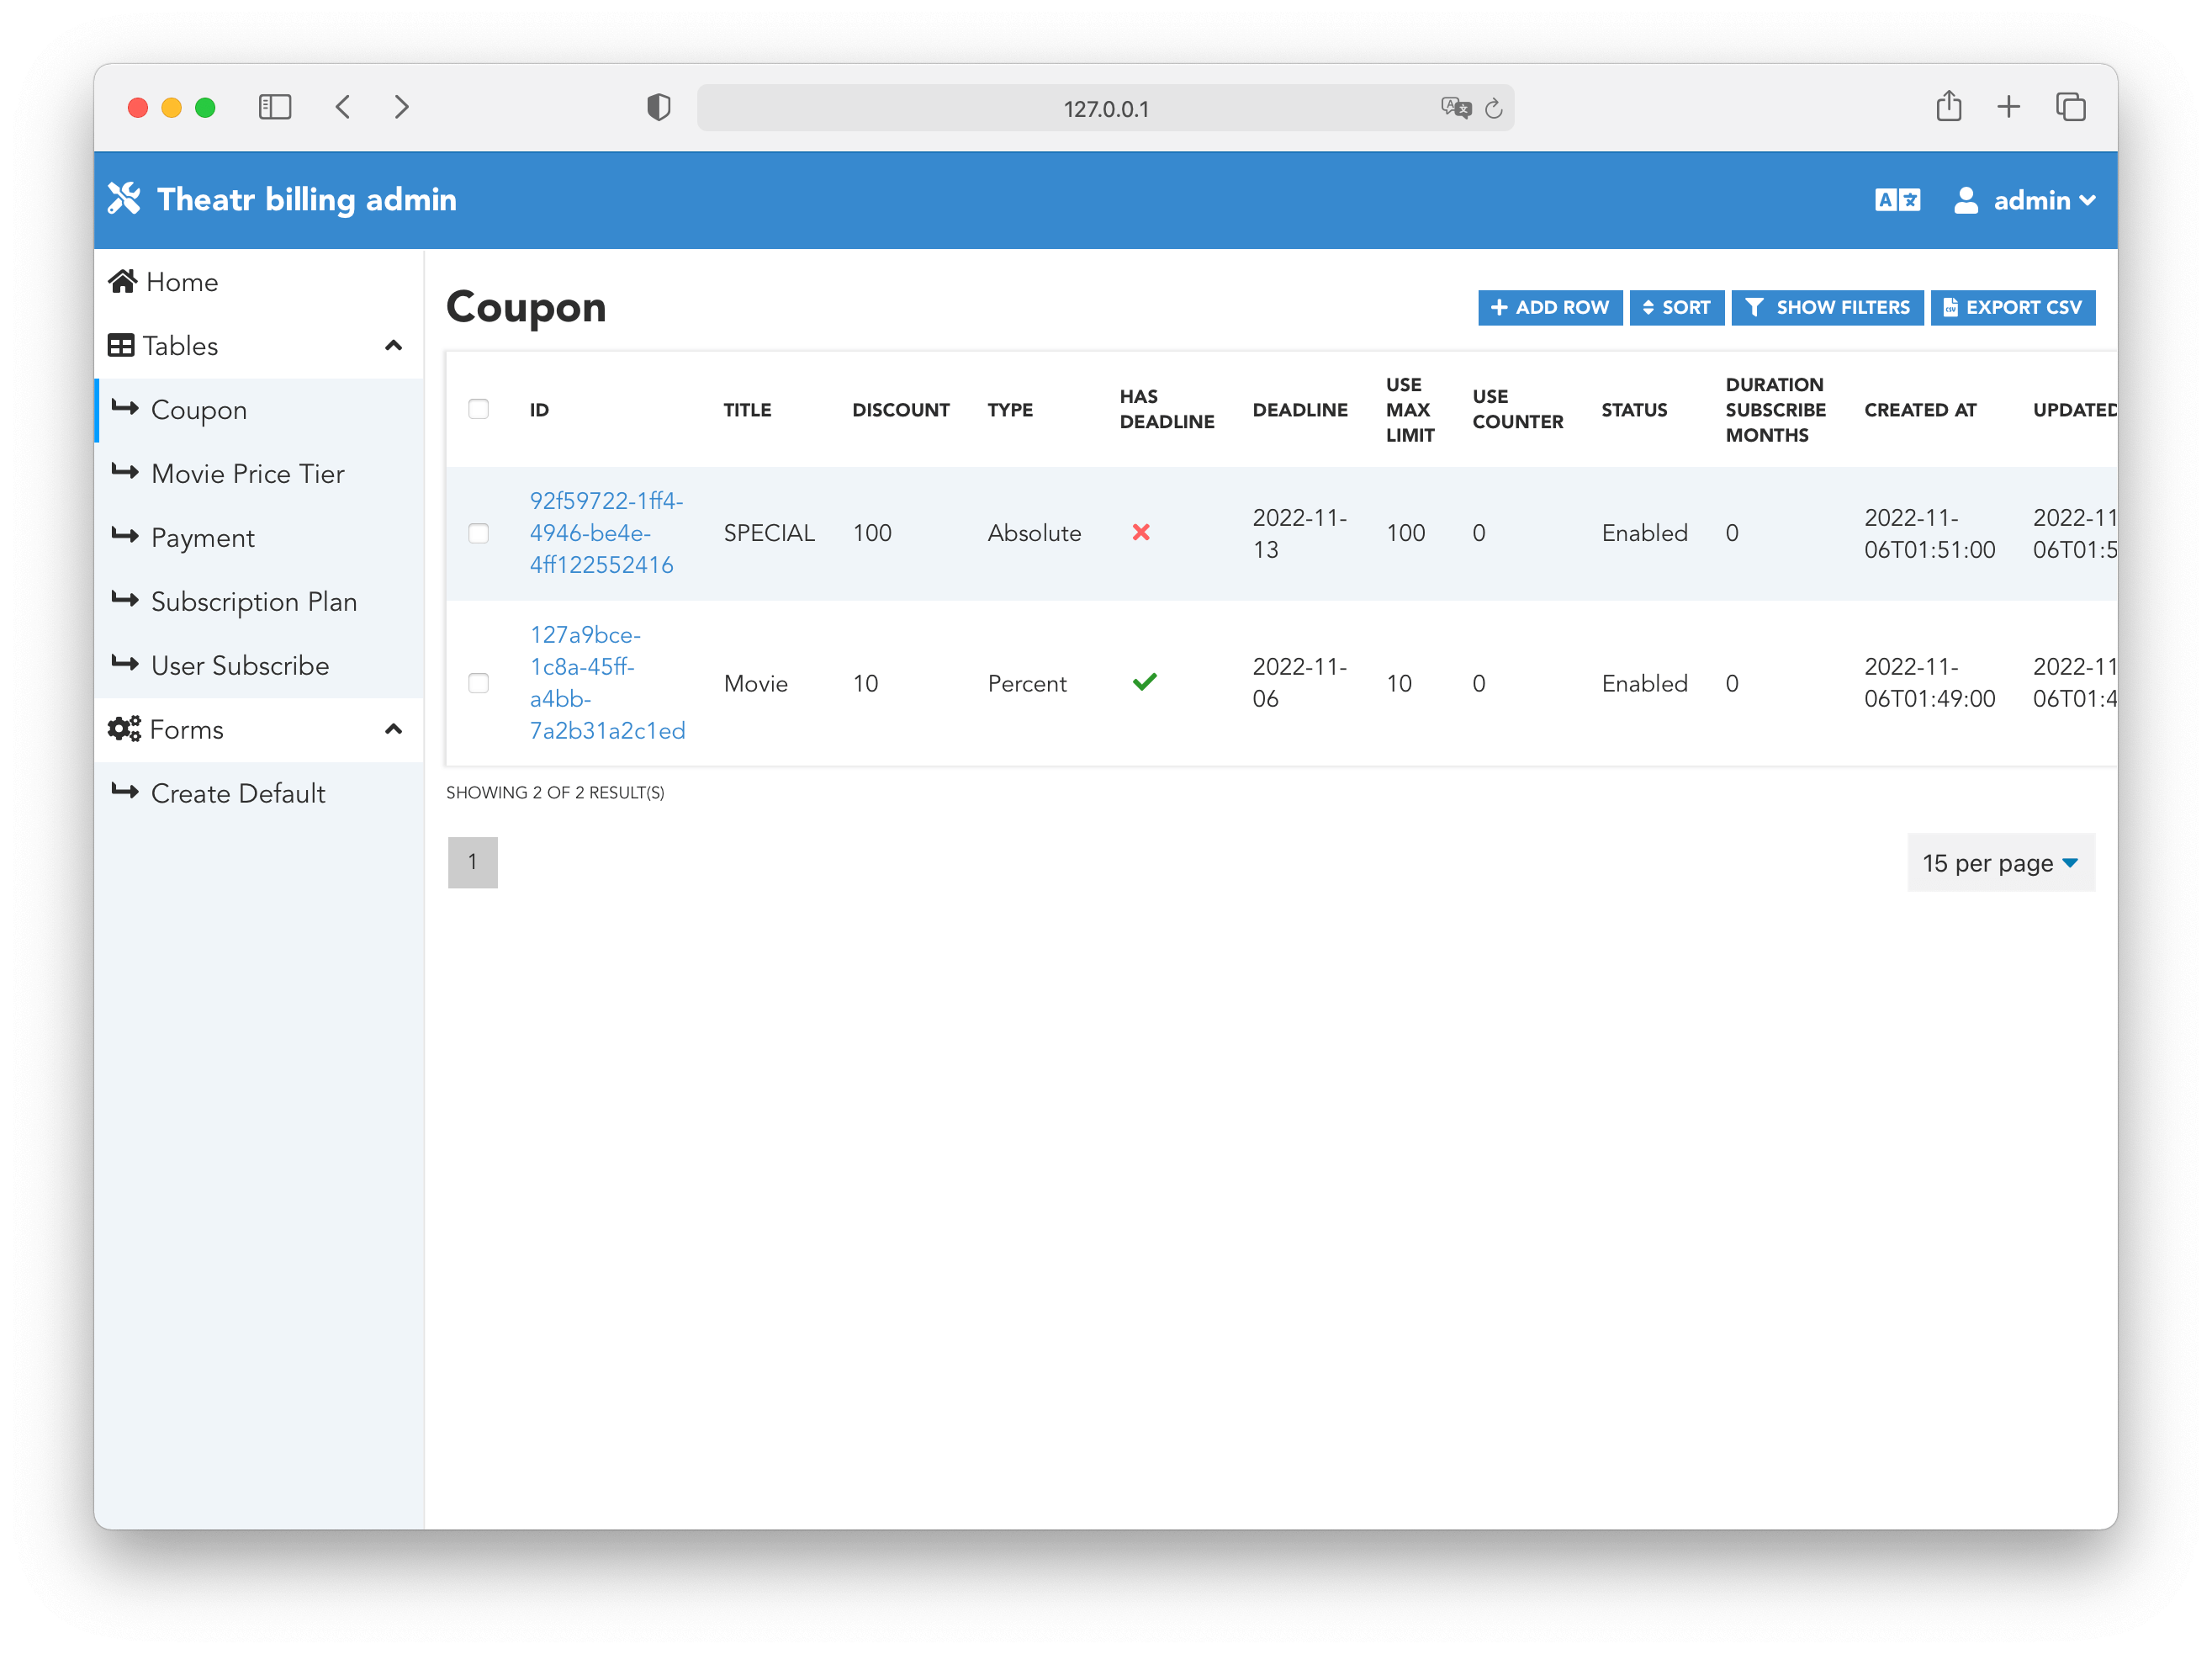 127.0.0.1
Theatr billing admin
admin
Home
Tables
Coupon
Movie Price Tier
Payment
Subscription Plan
User Subscribe
Forms
Create Default
Coupon
ADD ROW
SORT
SHOW FILTERS
EXPORT CSV
ID
TITLE
DISCOUNT
TYPE
HAS
DEADLINE
DEADLINE
USE
MAX
LIMIT
USE
COUNTER
STATUS
DURATION
SUBSCRIBE
MONTHS
CREATED AT
UPDATED
92f59722-1ff4-
4946-be4e-
4ff122552416
SPECIAL
100
Absolute
2022-11-
13
100
0
Enabled
0
2022-11-
06T01:51:00
2022-11
06T01:5
127a9bce-
1c8a-45ff-
a4bb-
7a2b31a2c1ed
Movie
10
Percent
2022-11-
06
10
0
Enabled
0
2022-11-
06T01:49:00
2022-11
06T01:4
SHOWING 2 OF 2 RESULT(S)
1
15 per page